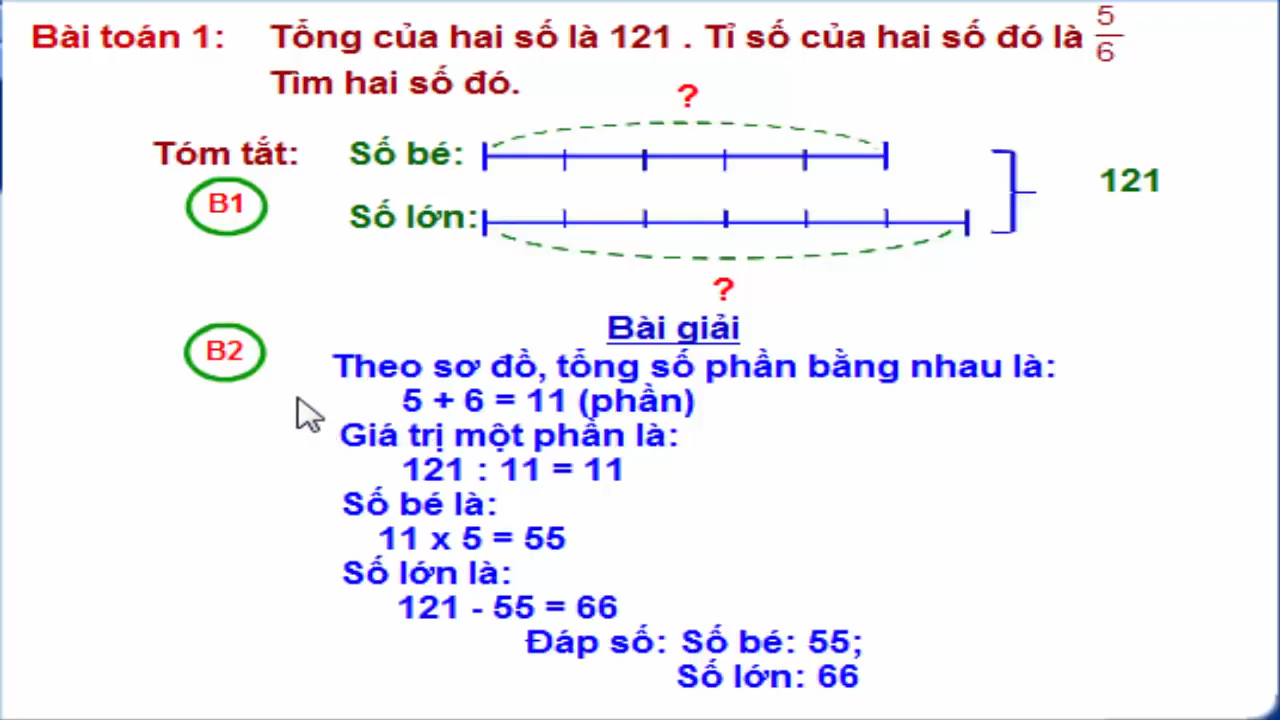 Bài toán 1: Tổng của hai số là 121 . Tỉ số của hai số đó là 5/6
Tìm hai số đó.
?
Tóm tắt: Số bé:
121
B1
Số lớn:
?
Bài giải
B2
Theo sơ đồ, tổng số phần bằng nhau là:
5 + 6 = 11 (phần)
Giá trị một phần là:
121 : 11 = 11
Số bé là:
11 x 5 = 55
Số lớn là:
121 - 55 = 66
Đáp số: Số bé: 55;
Số lớn: 66